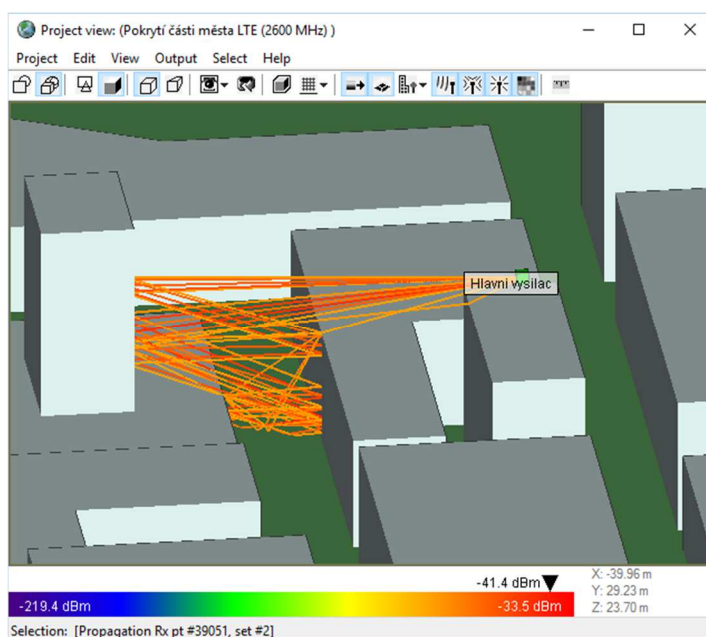 Project view: (Pokrytí části města LTE (2600 MHz) )
Project Edit View Output Select Help
Hlavní vysílac
-41.4 dBm
-219.4 dBm
-33.5 dBm
X: -39.96 m
Y: 29.23 m
Z: 23.70 m
Selection: [Propagation Rx pt #39051, set #2]